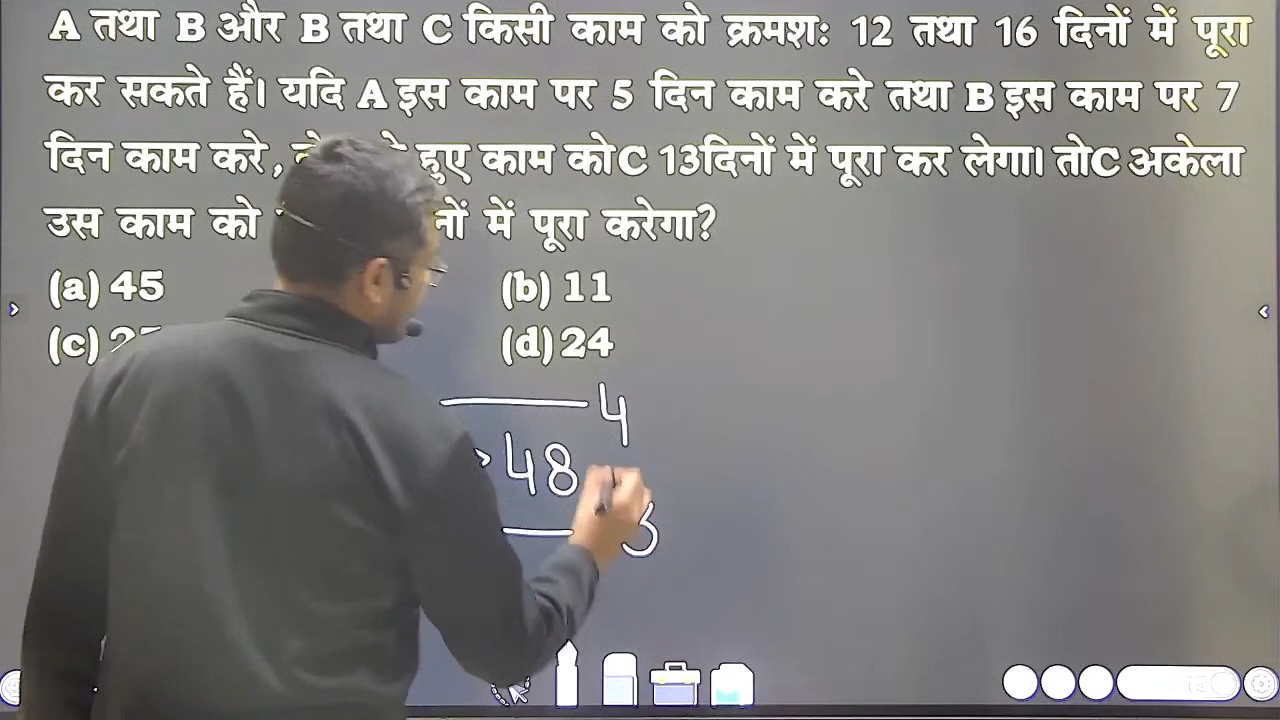 A तथा B और B तथा C किसी काम को क्रमशः 12 तथा 16 दिनों में पूरा
कर सकते हैं। यदि A इस काम पर 5 दिन काम करे तथा B इस काम पर 7
दिन काम करे, हुए काम को C 13दिनों में पूरा कर लेगा। तो C अकेला
उस काम को में पूरा करेगा?
(a) 45 (b) 11
(c) (d) 24
4
48
3